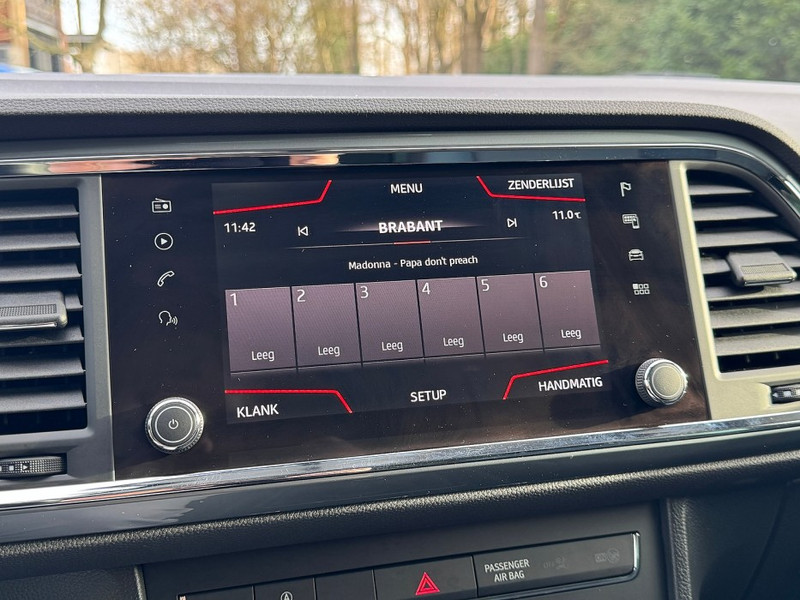 MENU
ZENDERLIJST
11:42
BRABANT
11.0°C
Madonna - Papa don't preach
1 2 3 4 5 6
Leeg Leeg Leeg Leeg Leeg Leeg
KLANK
SETUP
HANDMATIG
A
PASSENGER
AIR BAG